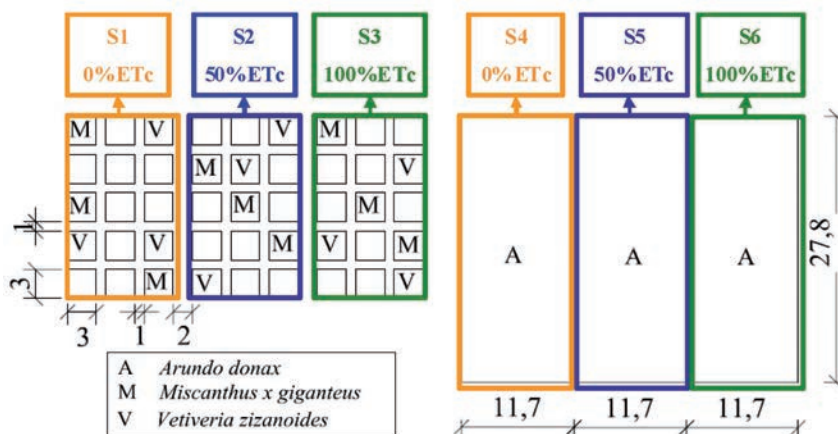 S1 S2 S3 S4 S5 S6
0%ETc 50%ETc 100%ETc 0%ETc 50%ETc 100%ETc
M V V M
M V V
M M M A A A
V V M V M
M V V
1
3
3 1 2
27,8
11,7 11,7 11,7
A Arundo donax
M Miscanthus x giganteus
V Vetiveria zizanoides